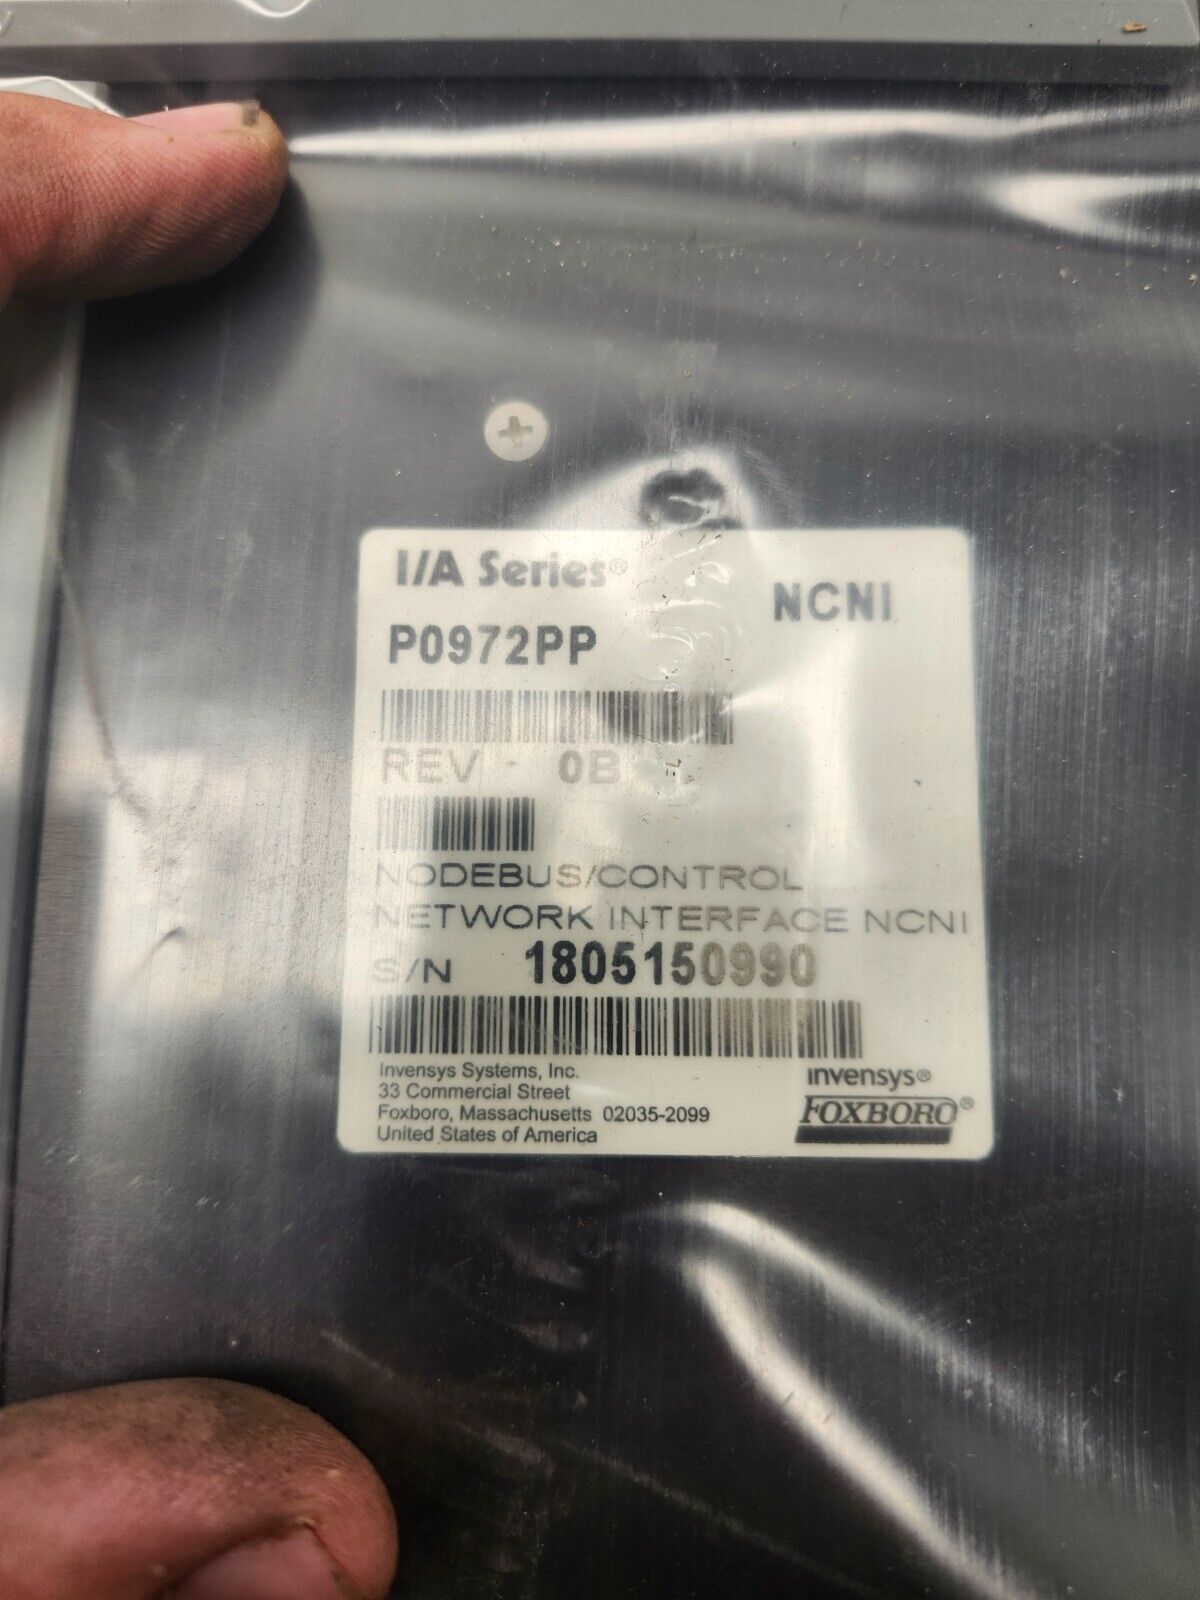 I/A Series®
NCNI
P0972PP
REV - 0B
NODEBUS/CONTROL
NETWORK INTERFACE NCNI
S/N 1805150990
Invensys Systems, Inc.
33 Commercial Street
Foxboro, Massachusetts 02035-2099
United States of America
invensys®
FOXBORO®